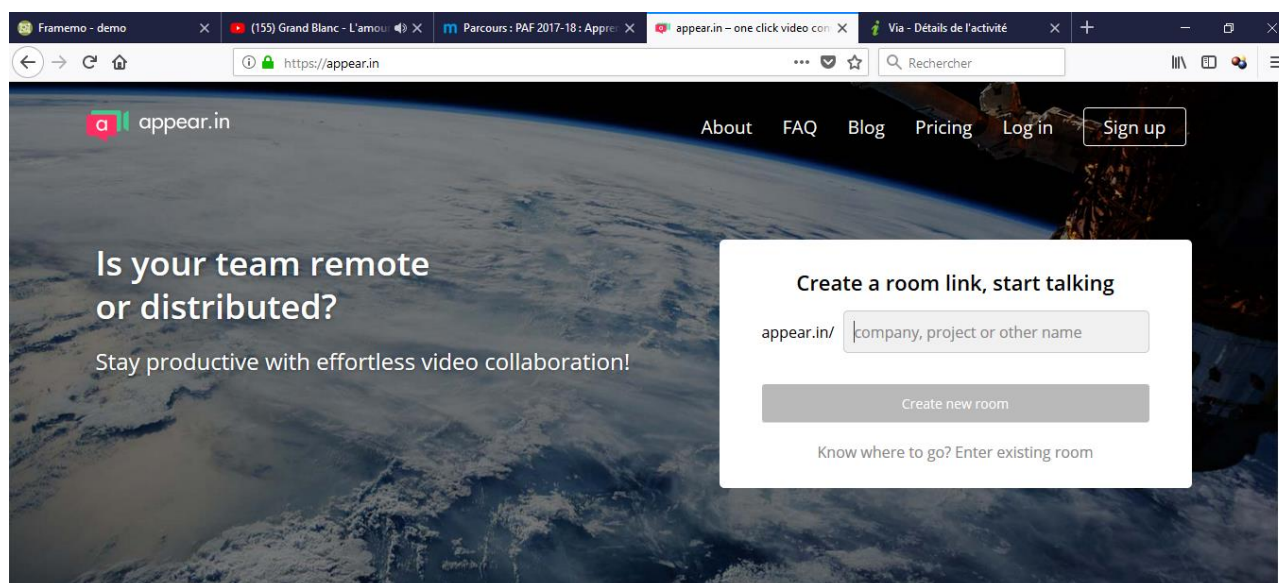 Framemo - demo
(155) Grand Blanc - L'amou
Parcours : PAF 2017-18 : Appre
appear.in – one click video con
Via - Détails de l'activité
https://appear.in
Rechercher
a appear.in
About FAQ Blog Pricing Log in Sign up
Is your team remote
or distributed?
Stay productive with effortless video collaboration!
Create a room link, start talking
appear.in/ company, project or other name
Create new room
Know where to go? Enter existing room